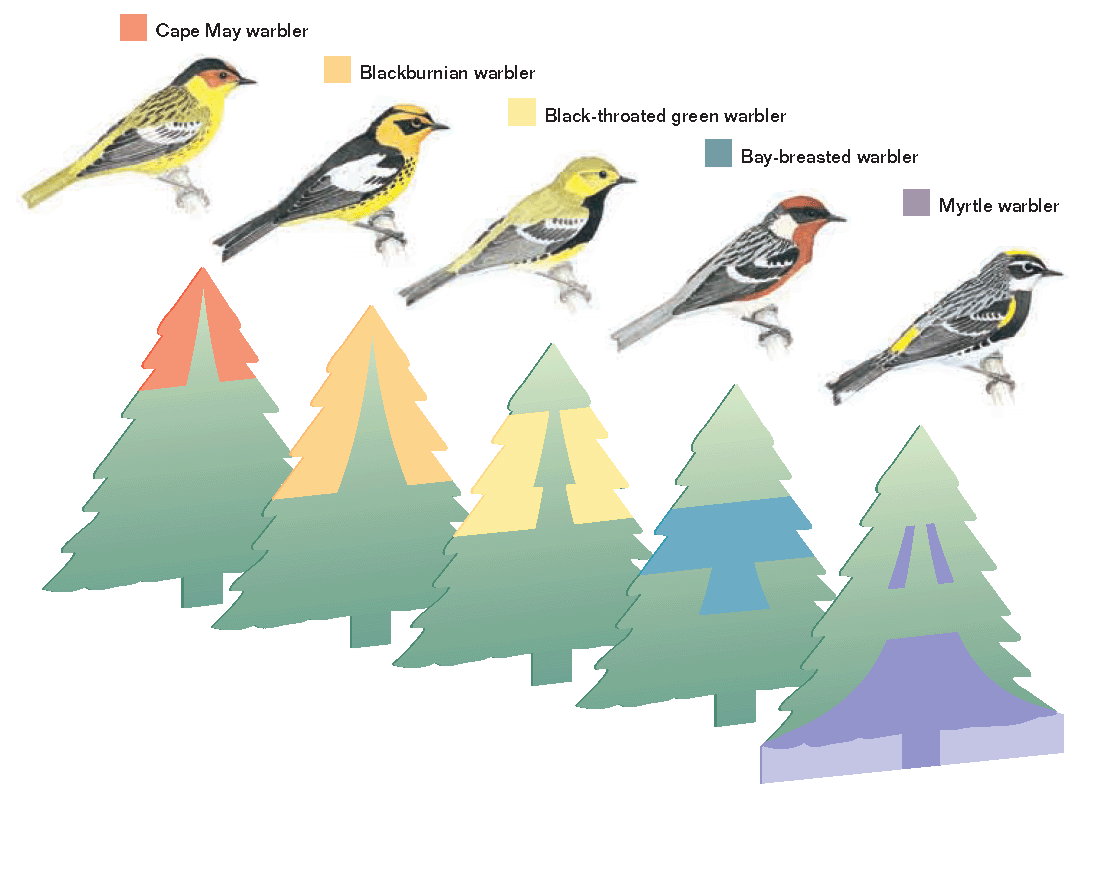 Cape May warbler
Blackburnian warbler
Black-throated green warbler
Bay-breasted warbler
Myrtle warbler